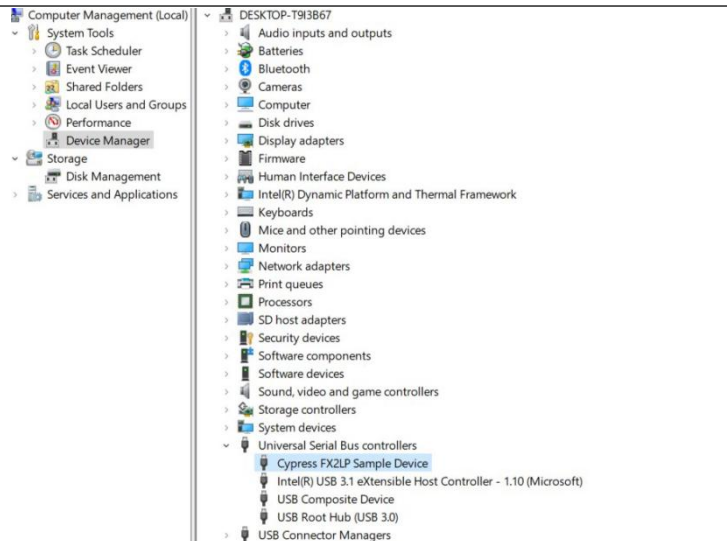 Computer Management (Local)
System Tools
Task Scheduler
Event Viewer
Shared Folders
Local Users and Groups
Performance
Device Manager
Storage
Disk Management
Services and Applications
DESKTOP-T9I3B67
Audio inputs and outputs
Batteries
Bluetooth
Cameras
Computer
Disk drives
Display adapters
Firmware
Human Interface Devices
Intel(R) Dynamic Platform and Thermal Framework
Keyboards
Mice and other pointing devices
Monitors
Network adapters
Print queues
Processors
SD host adapters
Security devices
Software components
Software devices
Sound, video and game controllers
Storage controllers
System devices
Universal Serial Bus controllers
Cypress FX2LP Sample Device
Intel(R) USB 3.1 eXtensible Host Controller - 1.10 (Microsoft)
USB Composite Device
USB Root Hub (USB 3.0)
USB Connector Managers